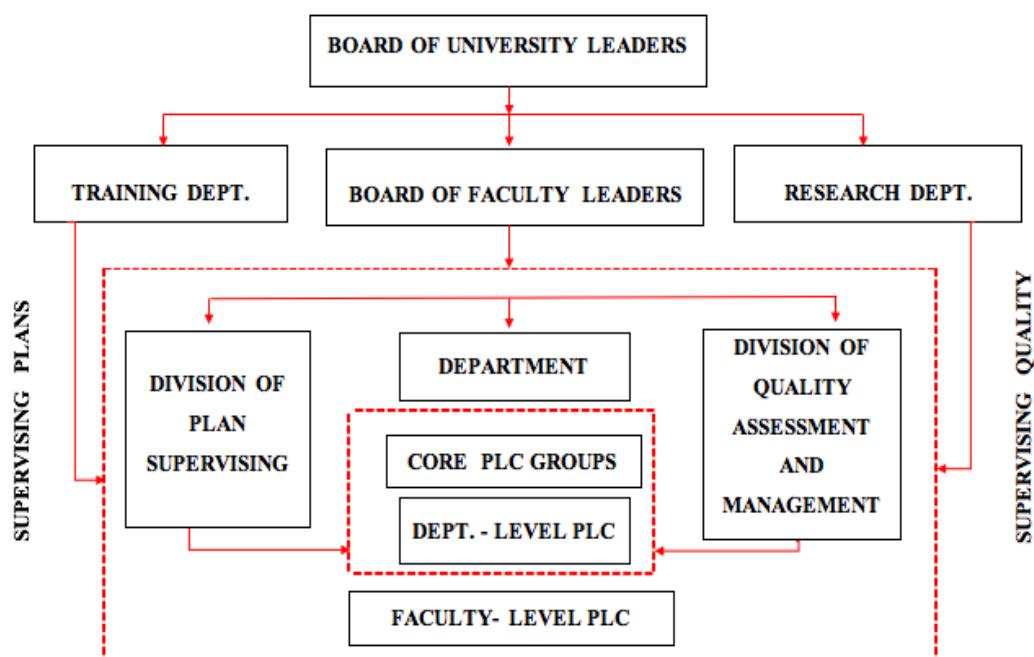 BOARD OF UNIVERSITY LEADERS
TRAINING DEPT.
BOARD OF FACULTY LEADERS
RESEARCH DEPT.
SUPERVISING PLANS
SUPERVISING QUALITY
DIVISION OF
PLAN
SUPERVISING
DEPARTMENT
DIVISION OF
QUALITY
ASSESSMENT
AND
MANAGEMENT
CORE PLC GROUPS
DEPT. - LEVEL PLC
FACULTY- LEVEL PLC